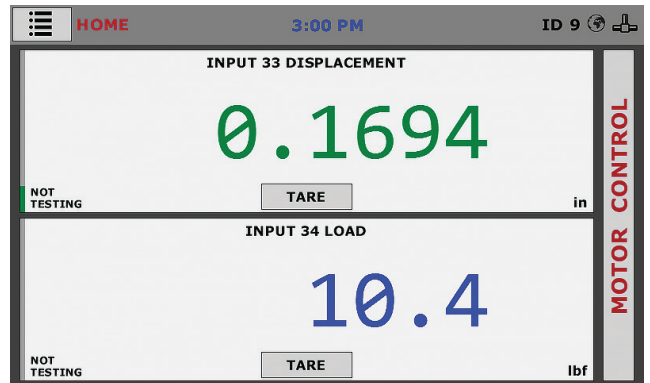 HOME
3:00 PM
ID 9
INPUT 33 DISPLACEMENT
0.1694
NOT
TESTING
TARE
in
INPUT 34 LOAD
10.4
NOT
TESTING
TARE
lbf
MOTOR CONTROL